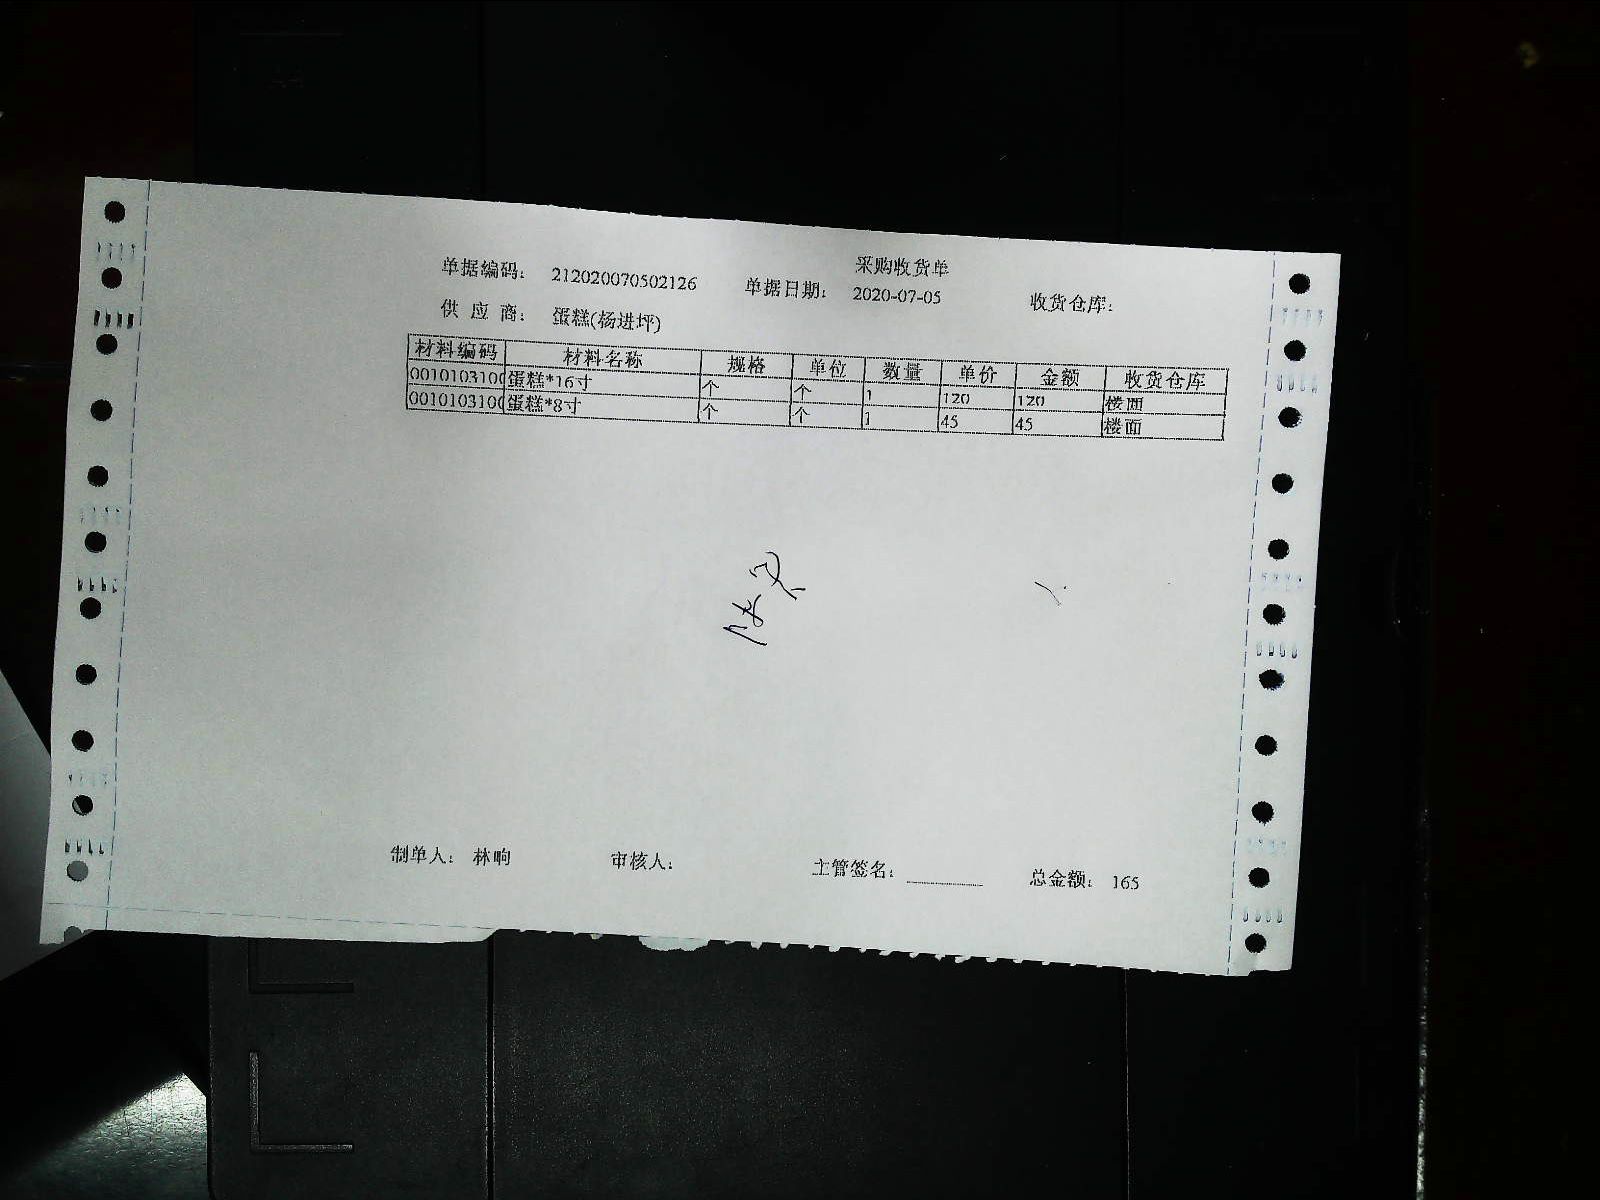 采购收货单
单据编码: 212020070502126 单据日期: 2020-07-05 收货仓库:
供 应 商: 蛋糕(杨进坪)
材料编码 材料名称 规格 单位 数量 单价 金额 收货仓库
0010103100 蛋糕*16寸 个 个 1 120 120 楼面
0010103100 蛋糕*8寸 个 个 1 45 45 楼面
制单人: 林响 审核人: 主管签名: 总金额: 165